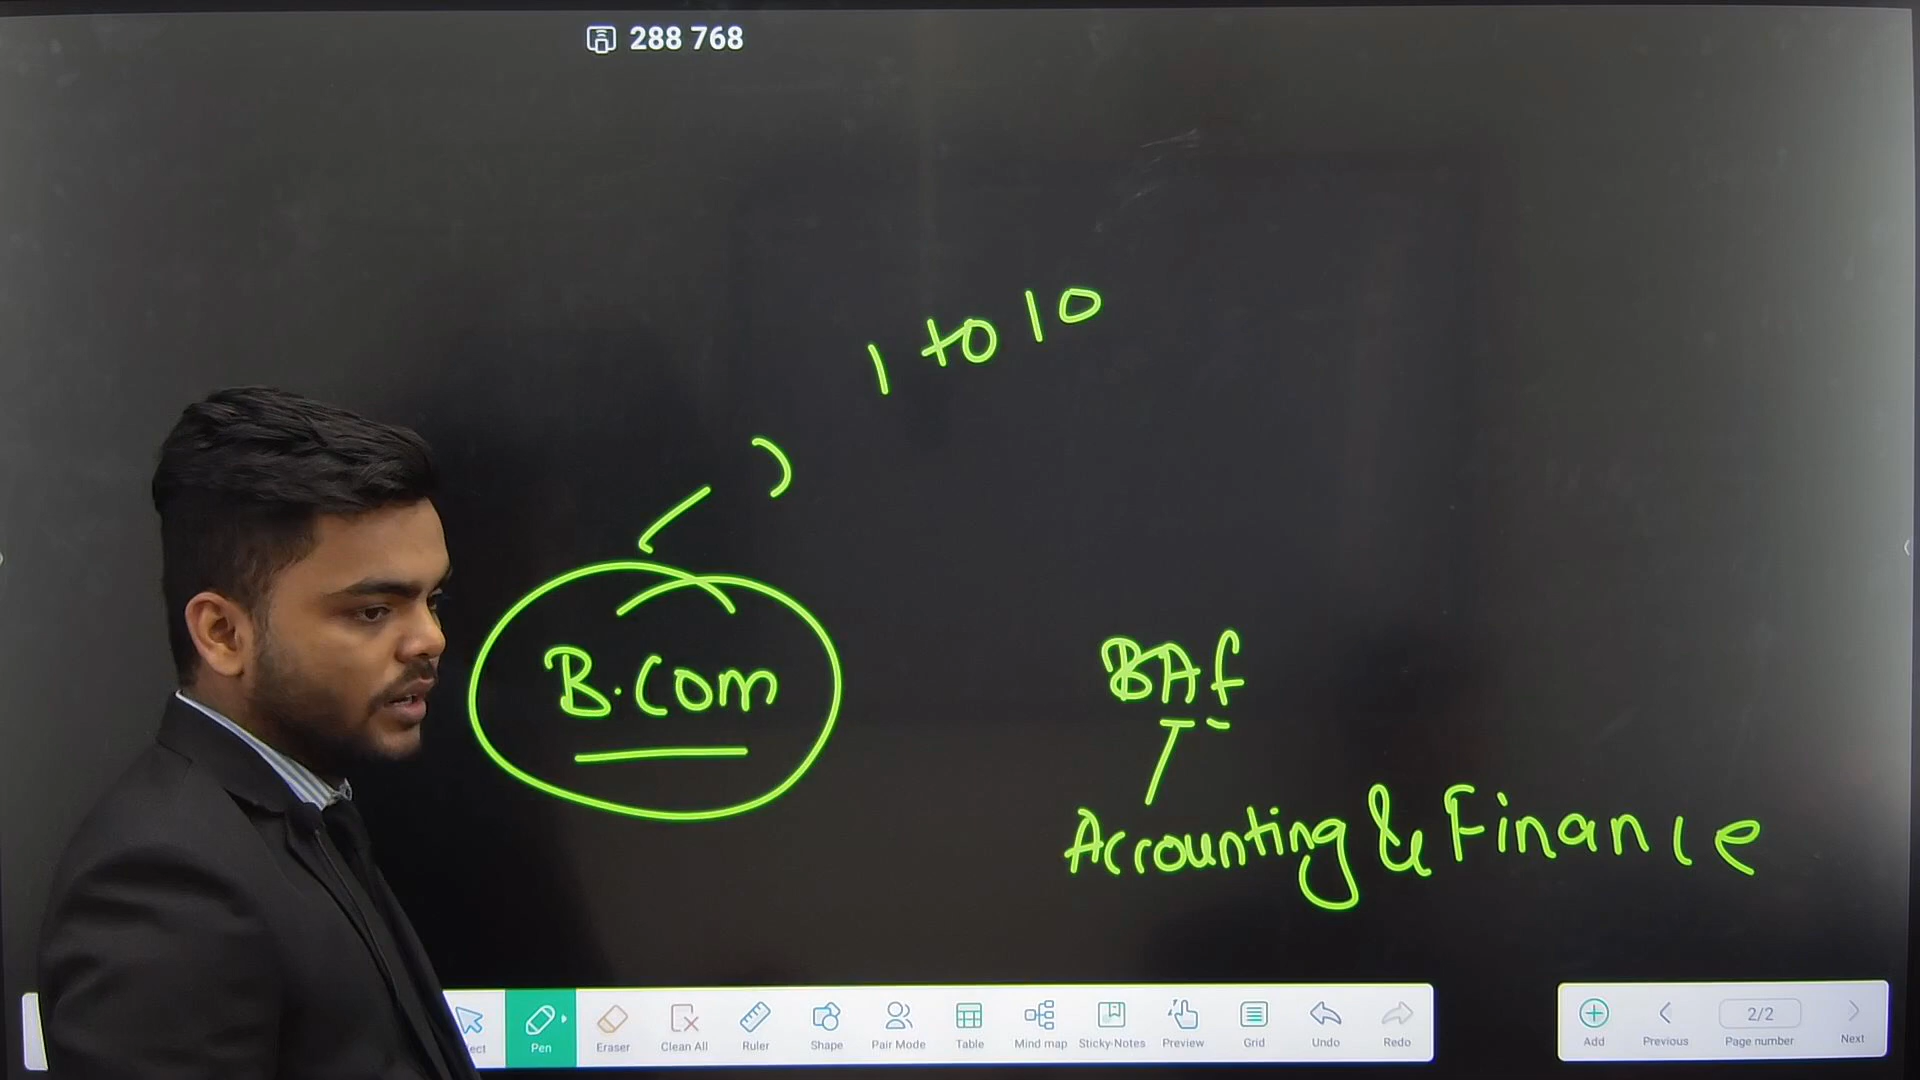 288 768
1 to 10
B.Com
BAf
Accounting & Finance
Pen
Eraser
Clean All
Ruler
Shape
Pair Mode
Table
Mind map
Sticky Notes
Preview
Grid
Undo
Redo
Add
Previous
2/2
Page number
Next